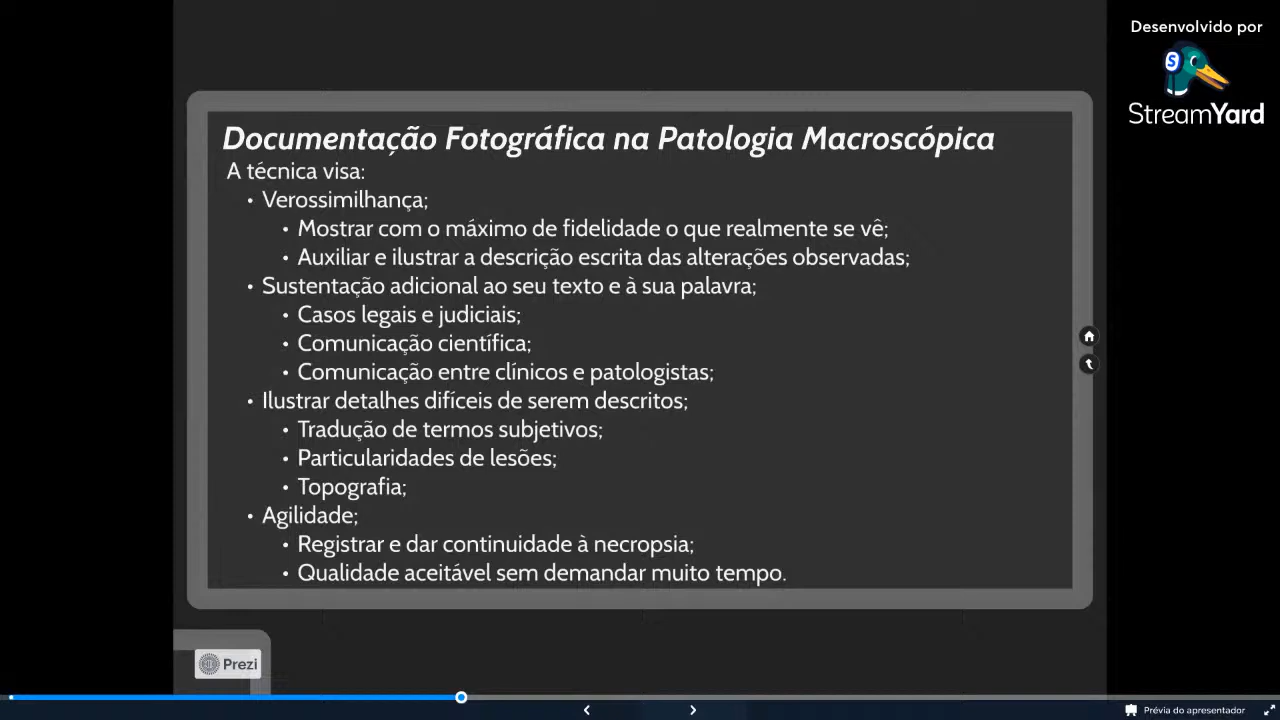 Desenvolvido por
S
StreamYard
Documentação Fotográfica na Patologia Macroscópica
A técnica visa:
• Verossimilhança;
• Mostrar com o máximo de fidelidade o que realmente se vê;
• Auxiliar e ilustrar a descrição escrita das alterações observadas;
• Sustentação adicional ao seu texto e à sua palavra;
• Casos legais e judiciais;
• Comunicação científica;
• Comunicação entre clínicos e patologistas;
• Ilustrar detalhes difíceis de serem descritos;
• Tradução de termos subjetivos;
• Particularidades de lesões;
• Topografia;
• Agilidade;
• Registrar e dar continuidade à necropsia;
• Qualidade aceitável sem demandar muito tempo.
Prezi
Prévia do apresentador